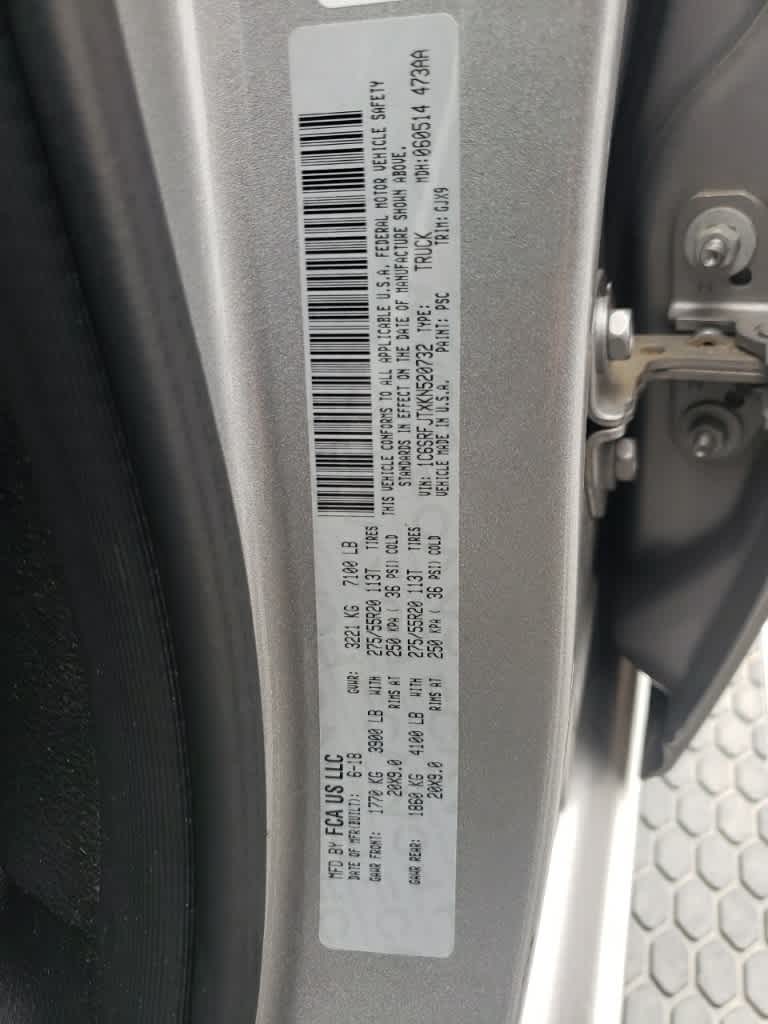 MFD BY FCA US LLC
DATE OF MFR(BUILT): 6-18 GVWR: 3221 KG 7100 LB
GAWR FRONT: 1770 KG 3900 LB WITH 275/55R20 113T TIRES
20X9.0 RIMS AT 250 KPA ( 36 PSI) COLD
GAWR REAR: 1860 KG 4100 LB WITH 275/55R20 113T TIRES
20X9.0 RIMS AT 250 KPA ( 36 PSI) COLD
THIS VEHICLE CONFORMS TO ALL APPLICABLE U.S.A. FEDERAL MOTOR VEHICLE SAFETY
STANDARDS IN EFFECT ON THE DATE OF MANUFACTURE SHOWN ABOVE.
VIN: 1C6SRFJTXKN520732 TYPE: TRUCK MDH:060514 473AA
VEHICLE MADE IN U.S.A. PAINT: PSC TRIM: GJX9